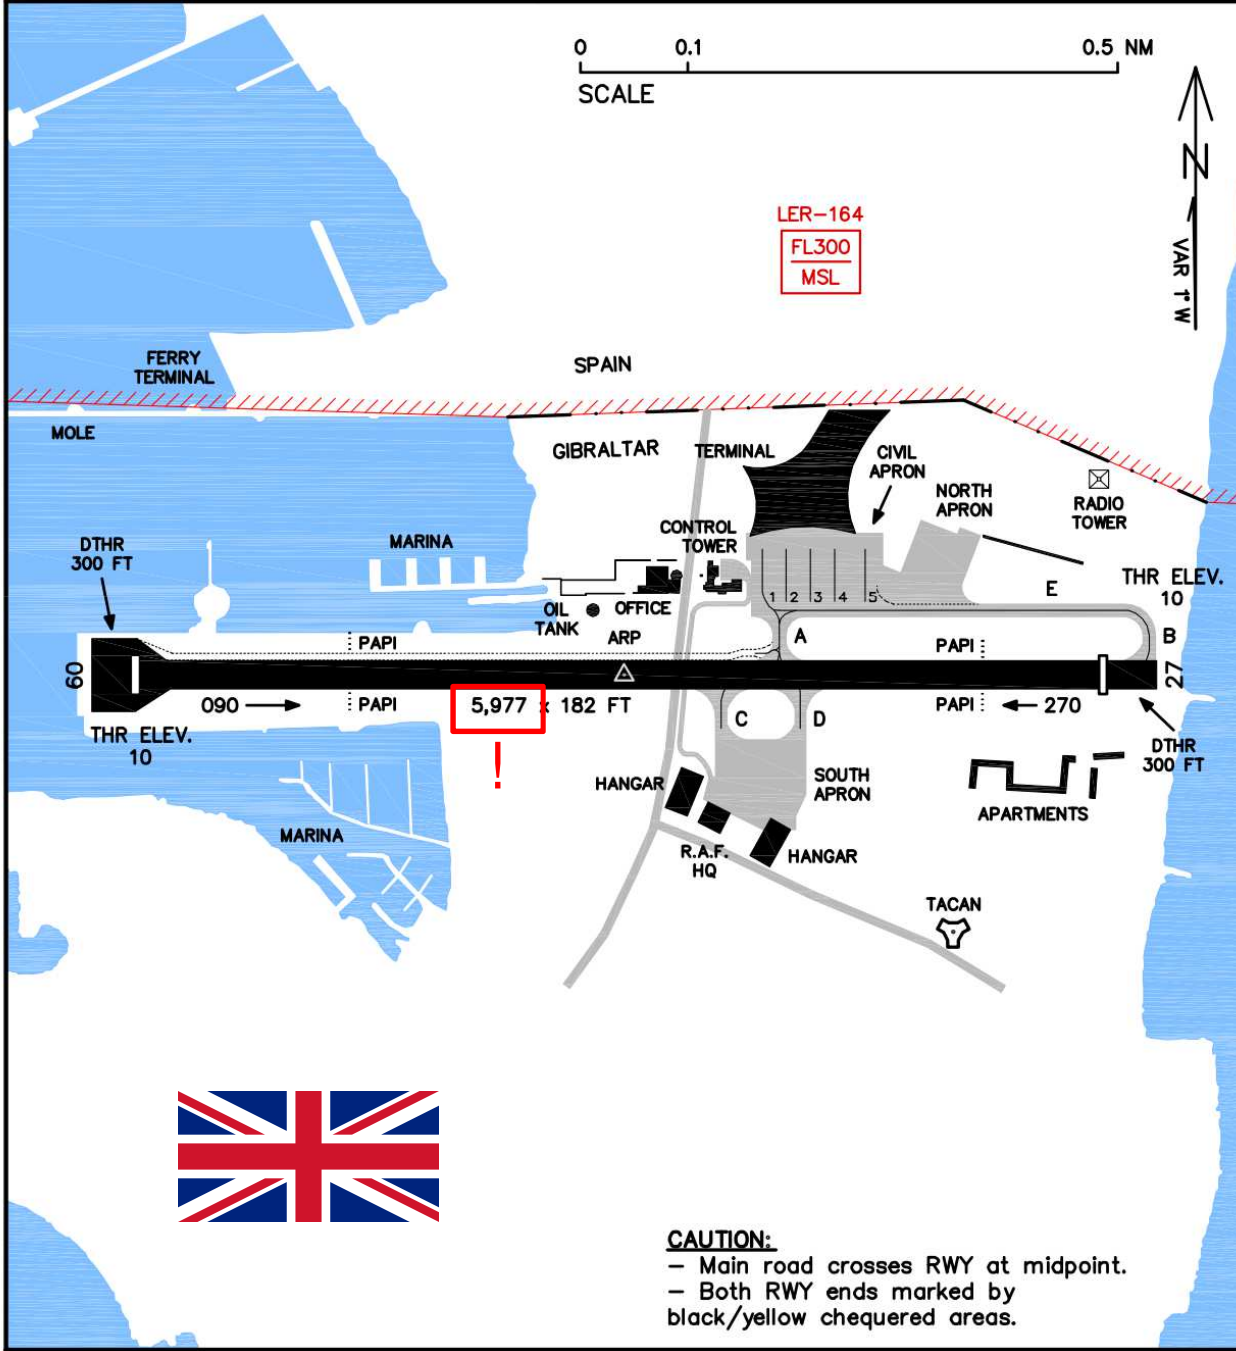 0 0.1 0.5 NM
SCALE
N
VAR 1° W
LER-164
FL300
MSL
FERRY
TERMINAL
SPAIN
MOLE
GIBRALTAR
TERMINAL
CIVIL
APRON
NORTH
APRON
RADIO
TOWER
CONTROL
TOWER
MARINA
DTHR
300 FT
OIL
TANK
OFFICE
ARP
1 2 3 4 5
E
THR ELEV.
10
A
B
PAPI
PAPI
60
27
090
PAPI
5,977 x 182 FT
C
D
PAPI
270
THR ELEV.
10
!
DTHR
300 FT
HANGAR
SOUTH
APRON
APARTMENTS
MARINA
R.A.F.
HQ
HANGAR
TACAN
CAUTION:
– Main road crosses RWY at midpoint.
– Both RWY ends marked by
black/yellow chequered areas.